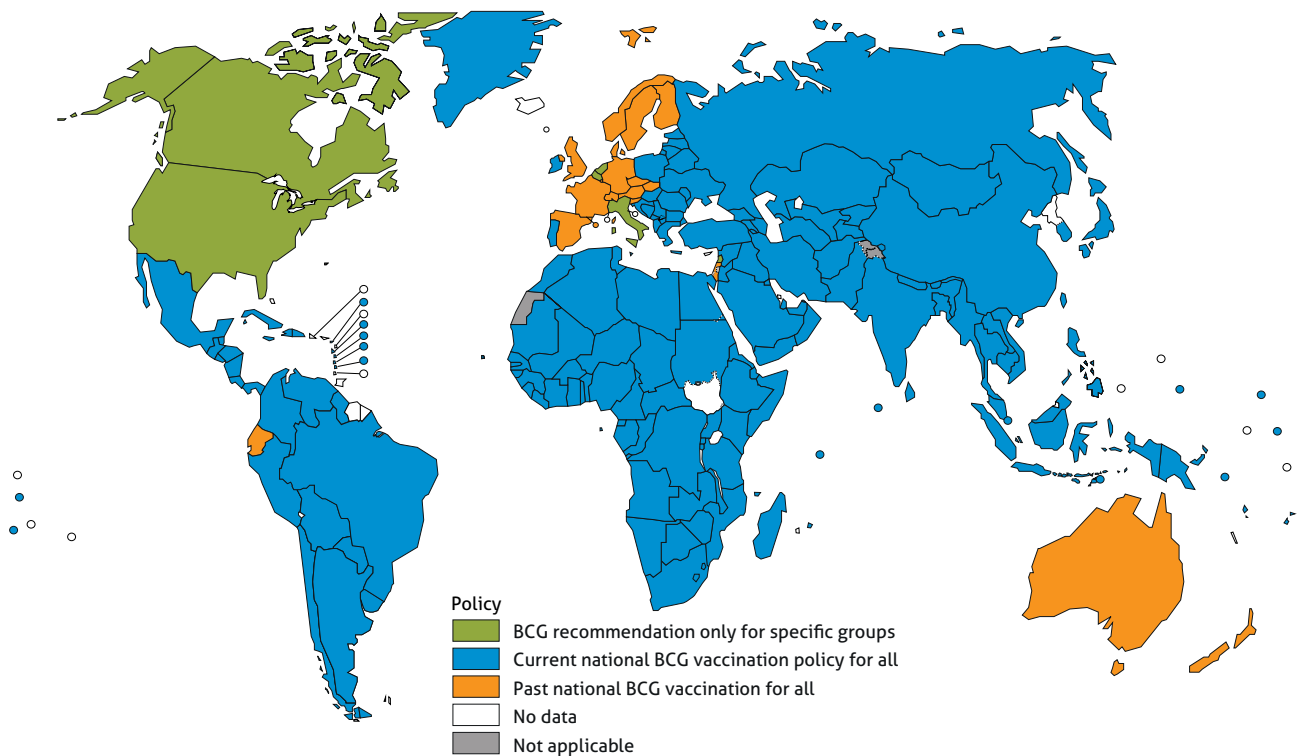 Policy
BCG recommendation only for specific groups
Current national BCG vaccination policy for all
Past national BCG vaccination for all
No data
Not applicable